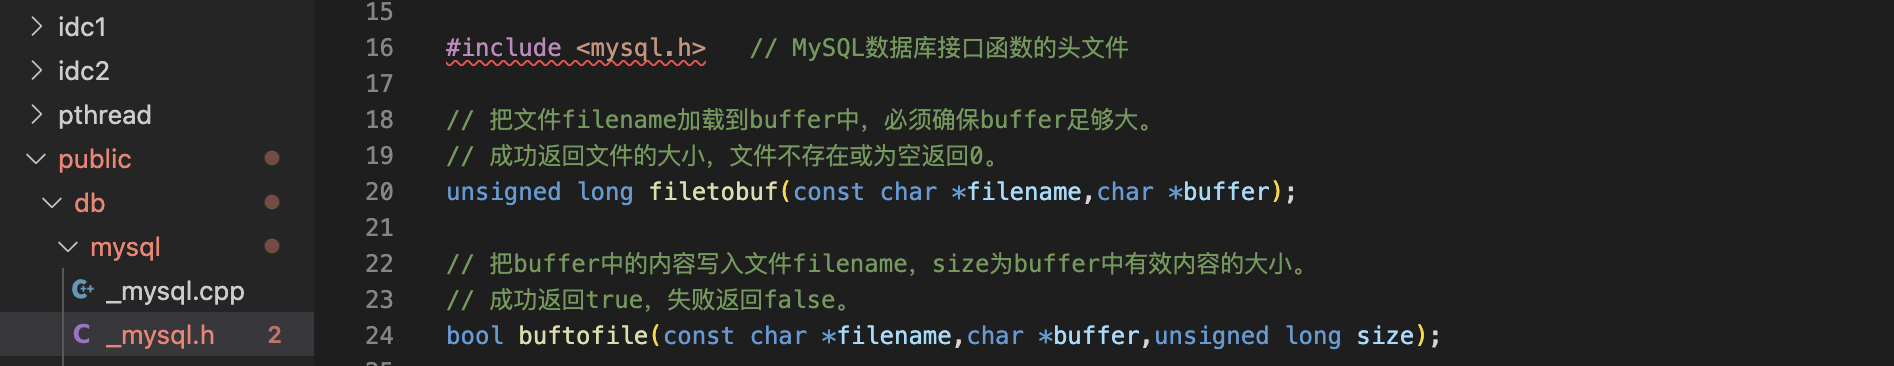 idc1
idc2
pthread
public
db
mysql
_mysql.cpp
_mysql.h 2
15
16 #include <mysql.h> // MySQL数据库接口函数的头文件
17
18 // 把文件filename加载到buffer中，必须确保buffer足够大。
19 // 成功返回文件的大小，文件不存在或为空返回0。
20 unsigned long filetobuf(const char *filename,char *buffer);
21
22 // 把buffer中的内容写入文件filename，size为buffer中有效内容的大小。
23 // 成功返回true，失败返回false。
24 bool buftofile(const char *filename,char *buffer,unsigned long size);